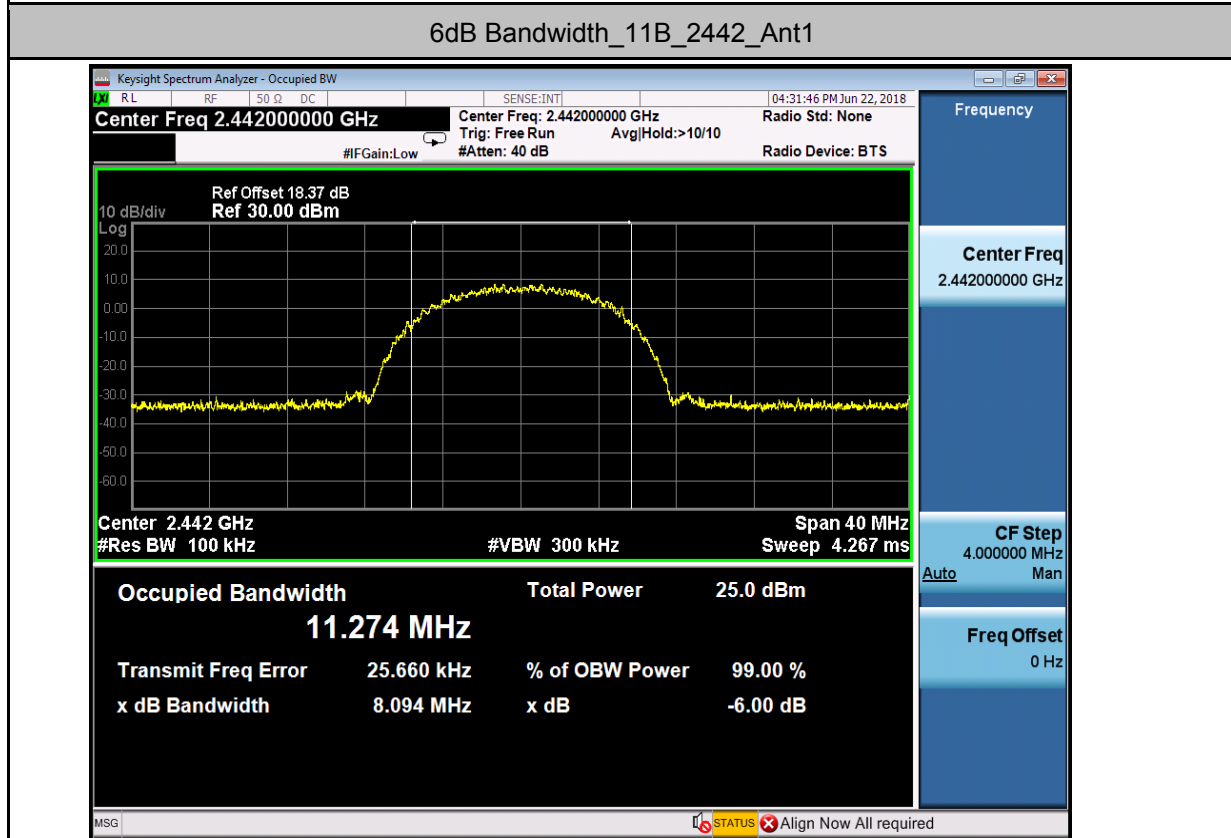 6dB Bandwidth_11B_2442_Ant1
Keysight Spectrum Analyzer - Occupied BW
LXI RL RF 50 Ω DC SENSE:INT 04:31:46 PM Jun 22, 2018
Center Freq 2.442000000 GHz
Center Freq: 2.442000000 GHz Radio Std: None
Trig: Free Run Avg|Hold:>10/10
#IFGain:Low #Atten: 40 dB Radio Device: BTS
Ref Offset 18.37 dB
10 dB/div Ref 30.00 dBm
Log
20.0
10.0
0.00
-10.0
-20.0
-30.0
-40.0
-50.0
-60.0
Center 2.442 GHz Span 40 MHz
#Res BW 100 kHz #VBW 300 kHz Sweep 4.267 ms
Occupied Bandwidth Total Power 25.0 dBm
11.274 MHz
Transmit Freq Error 25.660 kHz % of OBW Power 99.00 %
x dB Bandwidth 8.094 MHz x dB -6.00 dB
Frequency
Center Freq
2.442000000 GHz
CF Step
4.000000 MHz
Auto Man
Freq Offset
0 Hz
MSG STATUS Align Now All required